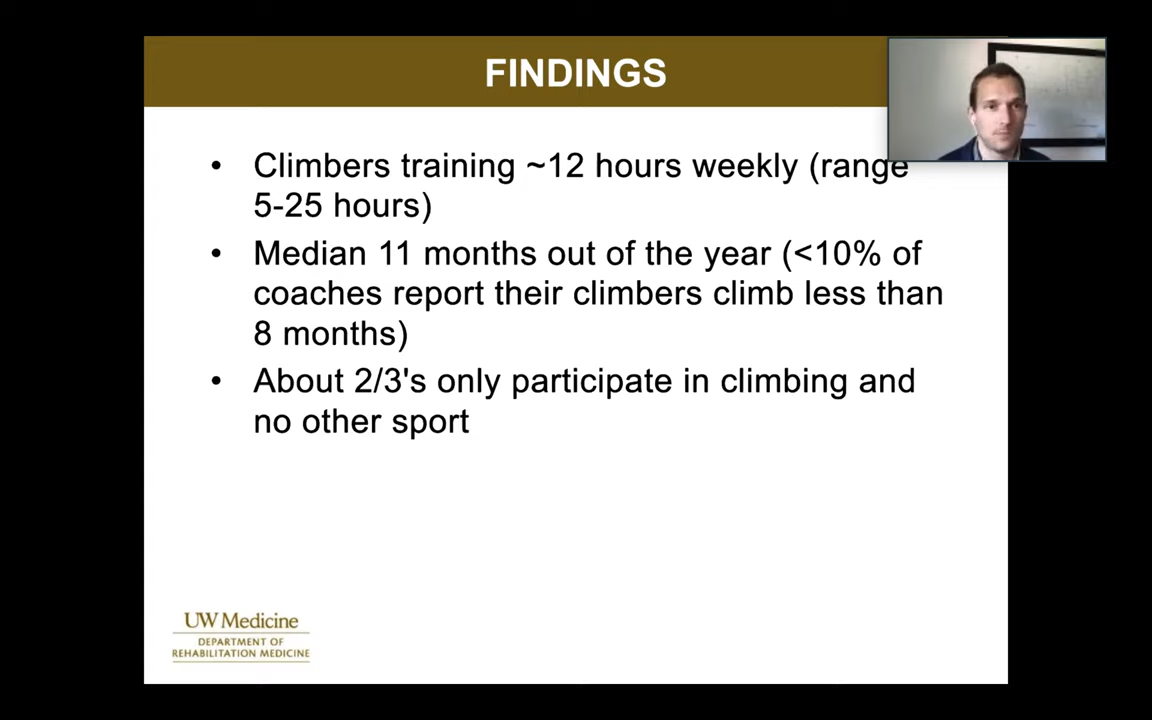 FINDINGS
• Climbers training ~12 hours weekly (range
5-25 hours)
• Median 11 months out of the year (<10% of
coaches report their climbers climb less than
8 months)
• About 2/3's only participate in climbing and
no other sport
UW Medicine
DEPARTMENT OF
REHABILITATION MEDICINE